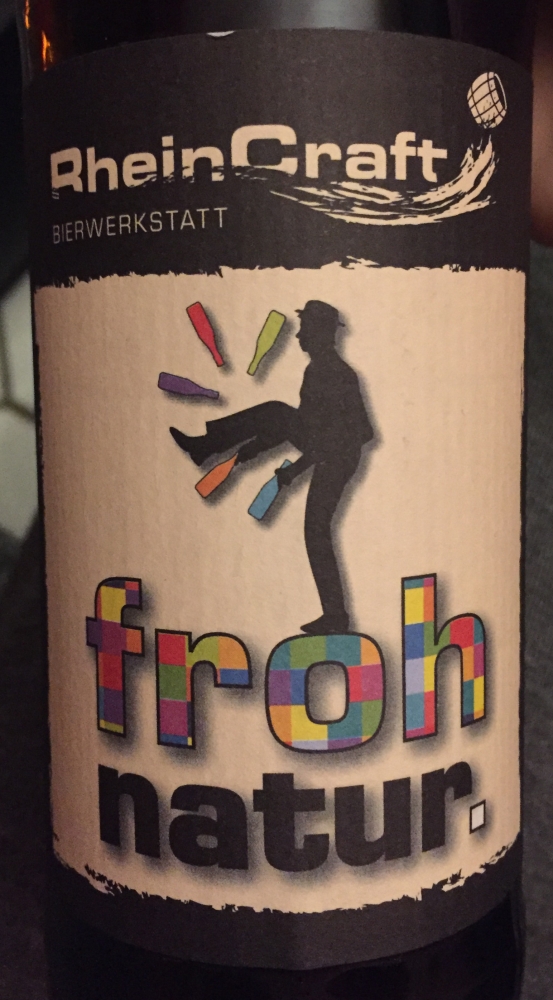 RheinCraft
BIERWERKSTATT
froh
natur.